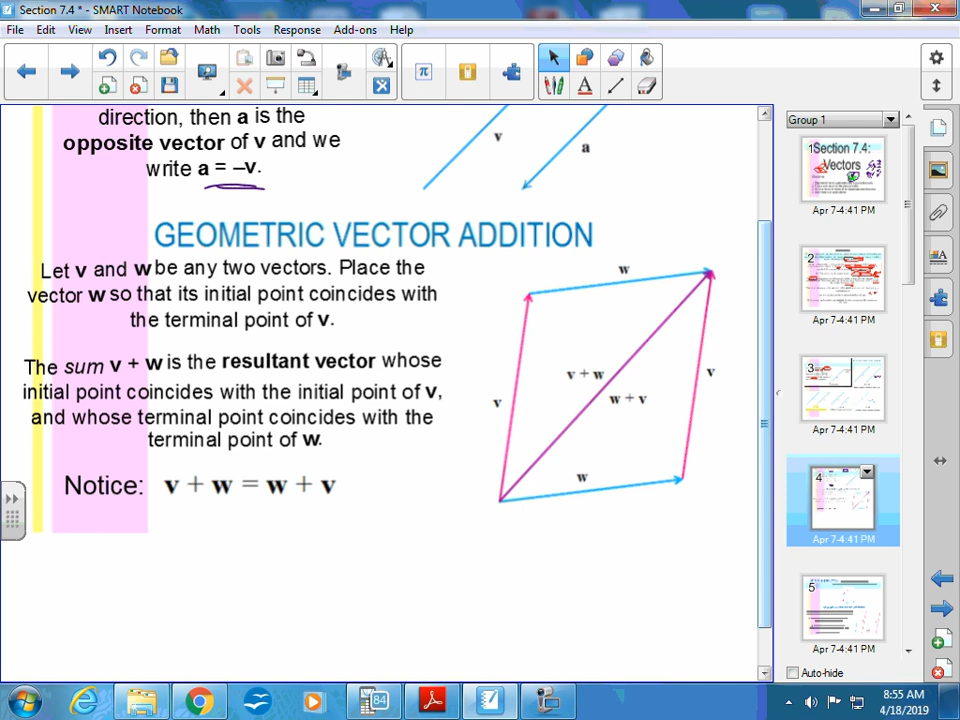 Section 7.4 * - SMART Notebook
File Edit View Insert Format Math Tools Response Add-ons Help
direction, then a is the
opposite vector of v and we
write a = –v.
v
a
GEOMETRIC VECTOR ADDITION
Let v and w be any two vectors. Place the
vector w so that its initial point coincides with
the terminal point of v.
The sum v + w is the resultant vector whose
initial point coincides with the initial point of v,
and whose terminal point coincides with the
terminal point of w.
Notice: v + w = w + v
w
v + w
w + v
v
v
w
Group 1
1
Section 7.4:
Vectors
Apr 7-4:41 PM
2
Apr 7-4:41 PM
3
Apr 7-4:41 PM
4
Apr 7-4:41 PM
5
Apr 7-4:41 PM
Auto-hide
84
8:55 AM
4/18/2019